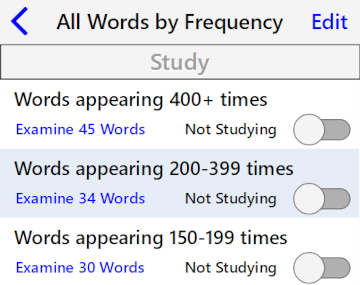 All Words by Frequency Edit
Study
Words appearing 400+ times
Examine 45 Words Not Studying
Words appearing 200-399 times
Examine 34 Words Not Studying
Words appearing 150-199 times
Examine 30 Words Not Studying